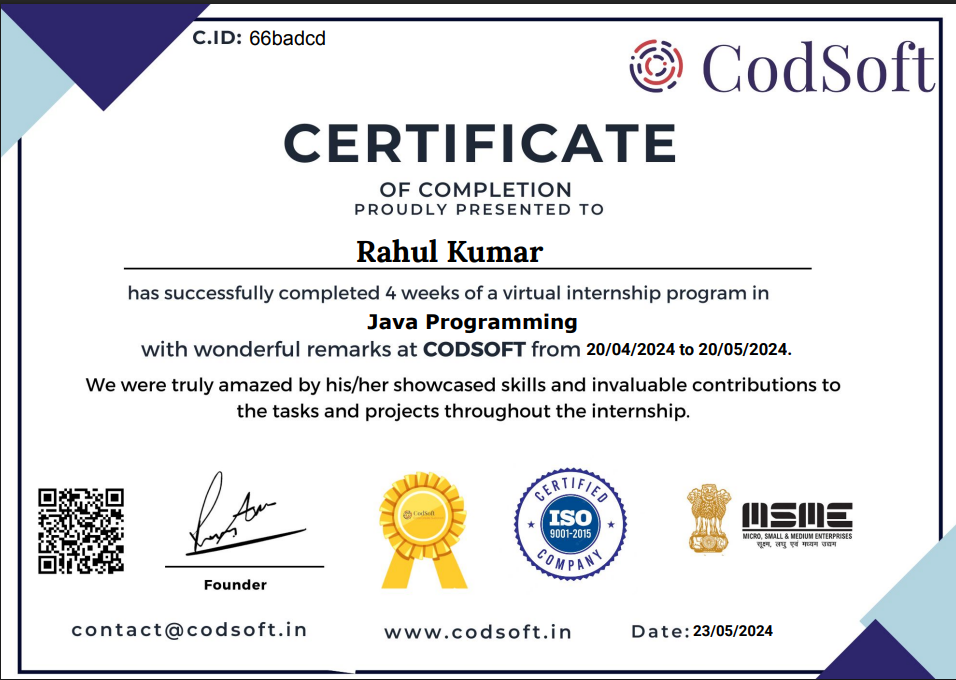 C.ID: 66badcd
CodSoft
CERTIFICATE
OF COMPLETION
PROUDLY PRESENTED TO
Rahul Kumar
has successfully completed 4 weeks of a virtual internship program in
Java Programming
with wonderful remarks at CODSOFT from 20/04/2024 to 20/05/2024.
We were truly amazed by his/her showcased skills and invaluable contributions to
the tasks and projects throughout the internship.
Founder
CodSoft
CERTIFIED
ISO
9001-2015
COMPANY
MSME
MICRO, SMALL & MEDIUM ENTERPRISES
सूक्ष्म, लघु एवं मध्यम उद्यम
contact@codsoft.in
www.codsoft.in
Date: 23/05/2024